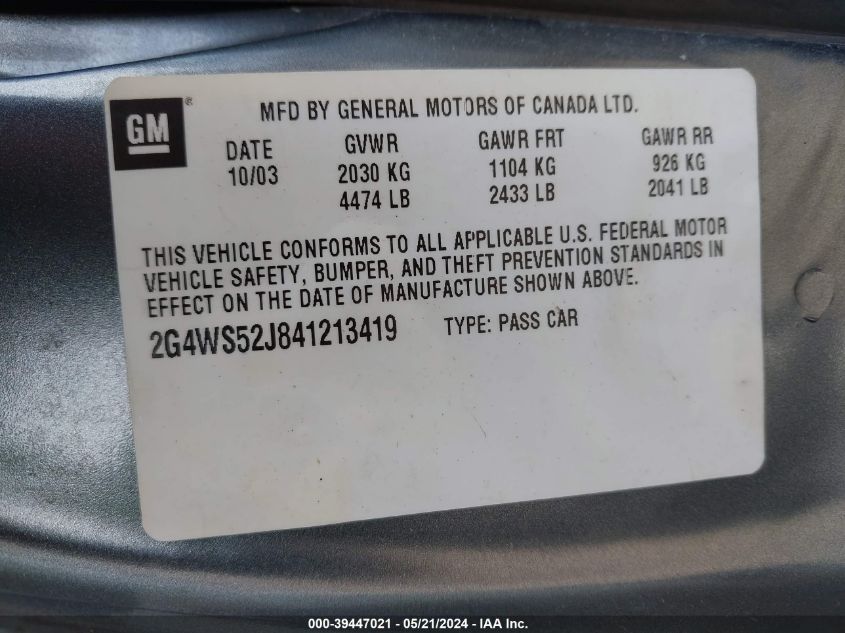 MFD BY GENERAL MOTORS OF CANADA LTD.
GM®
DATE GVWR GAWR FRT GAWR RR
10/03 2030 KG 1104 KG 926 KG
4474 LB 2433 LB 2041 LB
THIS VEHICLE CONFORMS TO ALL APPLICABLE U.S. FEDERAL MOTOR
VEHICLE SAFETY, BUMPER, AND THEFT PREVENTION STANDARDS IN
EFFECT ON THE DATE OF MANUFACTURE SHOWN ABOVE.
2G4WS52J841213419 TYPE: PASS CAR
000-39447021 - 05/21/2024 - IAA Inc.